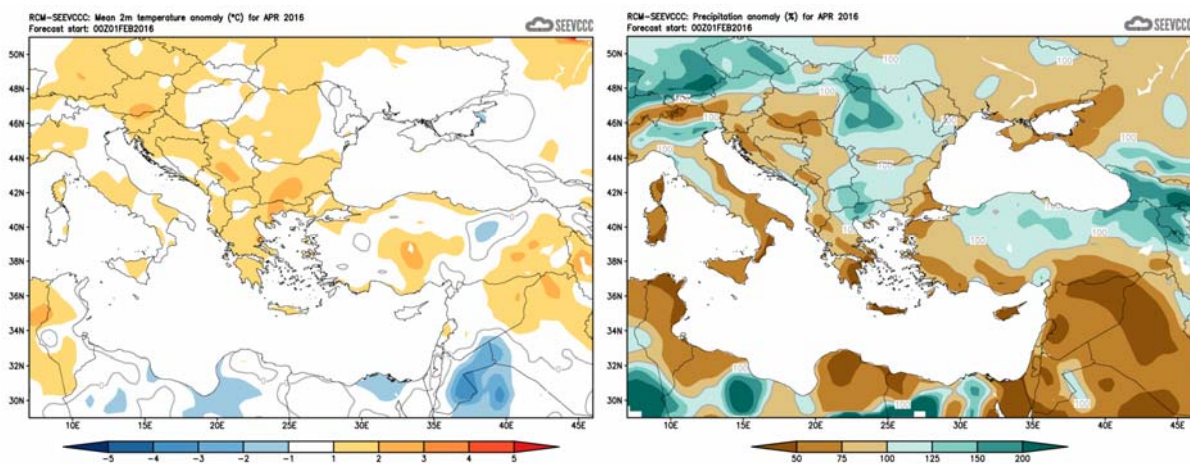 RCM-SEEVCCC: Mean 2m temperature anomaly (°C) for APR 2016
Forecast start: 00Z01FEB2016
SEEVCCC
50N
48N
46N
44N
42N
40N
38N
36N
34N
32N
30N
10E
15E
20E
25E
30E
35E
40E
45E
-5
-4
-3
-2
-1
1
2
3
4
5
RCM-SEEVCCC: Precipitation anomaly (%) for APR 2016
Forecast start: 00Z01FEB2016
SEEVCCC
50N
48N
46N
44N
42N
40N
38N
36N
34N
32N
30N
100
100
100
100
100
100
100
100
100
10E
15E
20E
25E
30E
35E
40E
45E
50
75
100
125
150
200